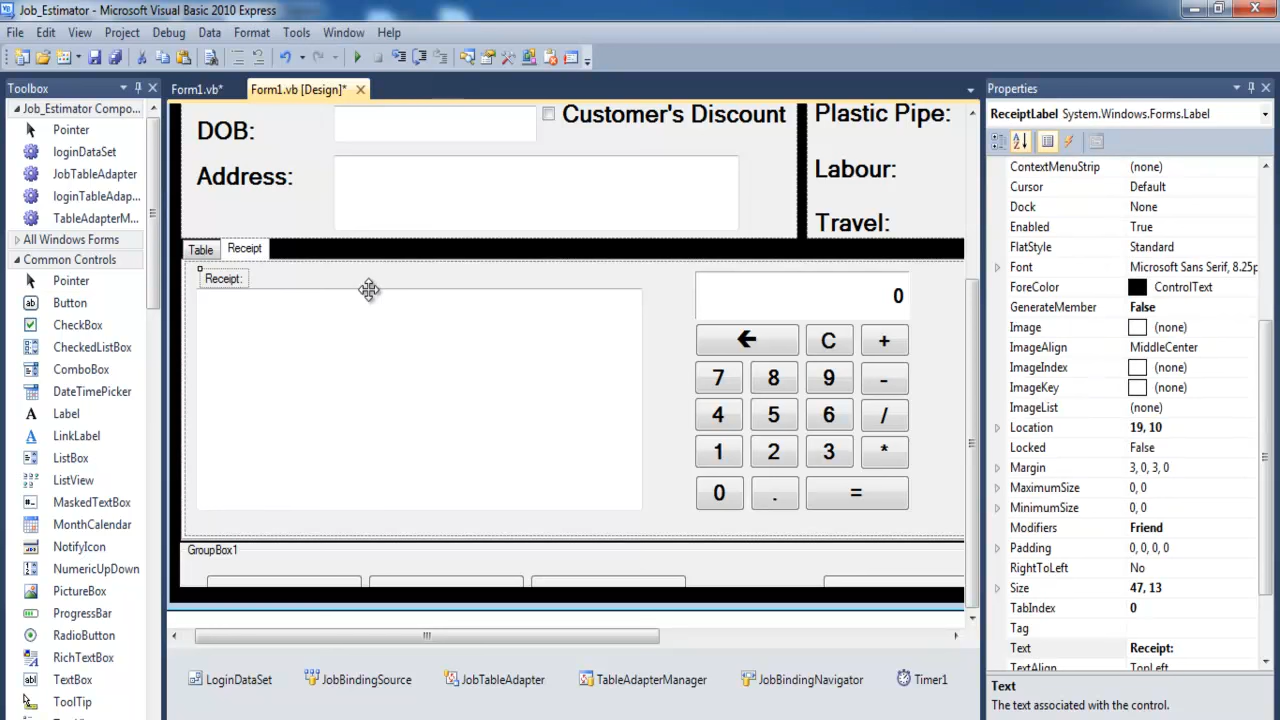 Job_Estimator - Microsoft Visual Basic 2010 Express
File Edit View Project Debug Data Format Tools Window Help
Toolbox
Job_Estimator Compo...
Pointer
loginDataSet
JobTableAdapter
loginTableAdap...
TableAdapterM...
All Windows Forms
Common Controls
Pointer
Button
CheckBox
CheckedListBox
ComboBox
DateTimePicker
Label
LinkLabel
ListBox
ListView
MaskedTextBox
MonthCalendar
NotifyIcon
NumericUpDown
PictureBox
ProgressBar
RadioButton
RichTextBox
TextBox
ToolTip
Form1.vb* Form1.vb [Design]*
DOB:
Customer's Discount
Plastic Pipe:
Address:
Labour:
Travel:
Table Receipt
Receipt:
0
C +
7 8 9 -
4 5 6 /
1 2 3 *
0 . =
GroupBox1
LoginDataSet JobBindingSource JobTableAdapter TableAdapterManager JobBindingNavigator Timer1
Properties
ReceiptLabel System.Windows.Forms.Label
ContextMenuStrip (none)
Cursor Default
Dock None
Enabled True
FlatStyle Standard
Font Microsoft Sans Serif, 8.25p
ForeColor ControlText
GenerateMember False
Image (none)
ImageAlign MiddleCenter
ImageIndex (none)
ImageKey (none)
ImageList (none)
Location 19, 10
Locked False
Margin 3, 0, 3, 0
MaximumSize 0, 0
MinimumSize 0, 0
Modifiers Friend
Padding 0, 0, 0, 0
RightToLeft No
Size 47, 13
TabIndex 0
Tag
Text Receipt:
TextAlign TopLeft
Text
The text associated with the control.